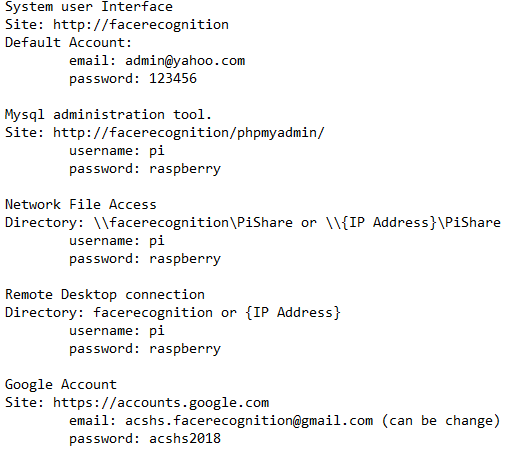 System user Interface
Site: http://facerecognition
Default Account:
email: admin@yahoo.com
password: 123456
Mysql administration tool.
Site: http://facerecognition/phpmyadmin/
username: pi
password: raspberry
Network File Access
Directory: \\facerecognition\PiShare or \\{IP Address}\PiShare
username: pi
password: raspberry
Remote Desktop connection
Directory: facerecognition or {IP Address}
username: pi
password: raspberry
Google Account
Site: https://accounts.google.com
email: acshs.facerecognition@gmail.com (can be change)
password: acshs2018